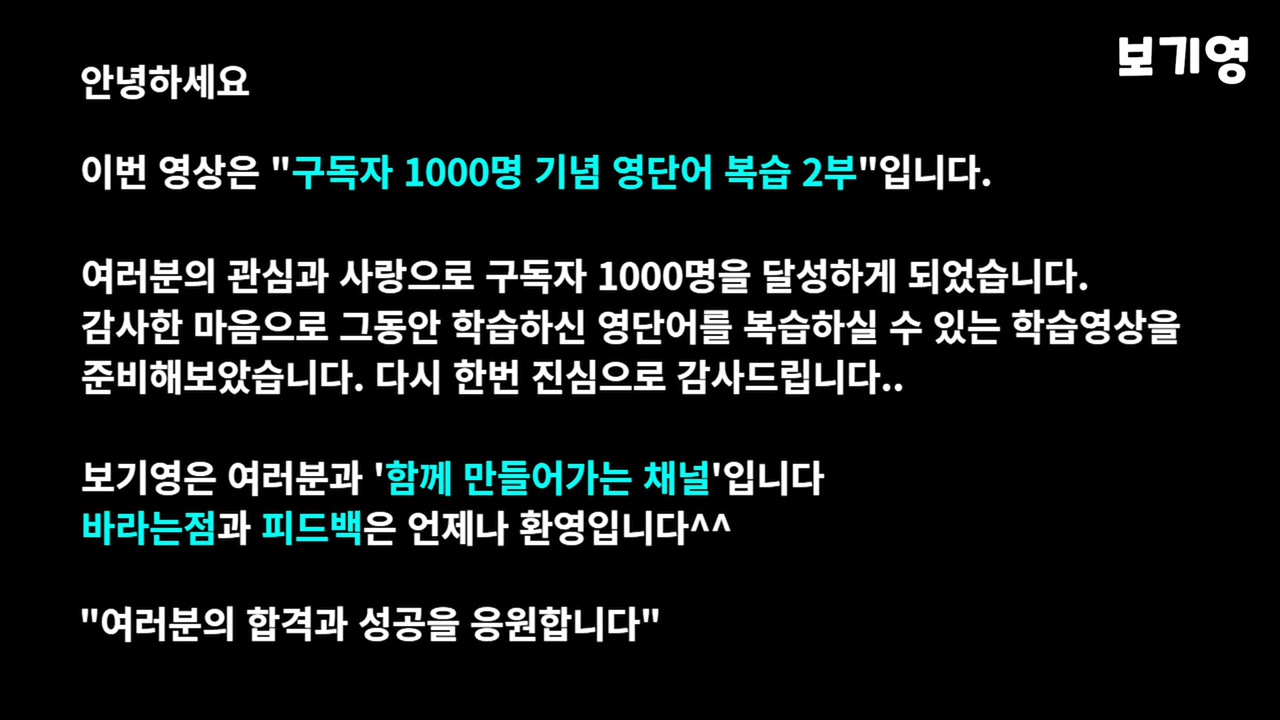 보기영
안녕하세요
이번 영상은 "구독자 1000명 기념 영단어 복습 2부"입니다.
여러분의 관심과 사랑으로 구독자 1000명을 달성하게 되었습니다.
감사한 마음으로 그동안 학습하신 영단어를 복습하실 수 있는 학습영상을
준비해보았습니다. 다시 한번 진심으로 감사드립니다..
보기영은 여러분과 '함께 만들어가는 채널'입니다
바라는점과 피드백은 언제나 환영입니다^^
"여러분의 합격과 성공을 응원합니다"